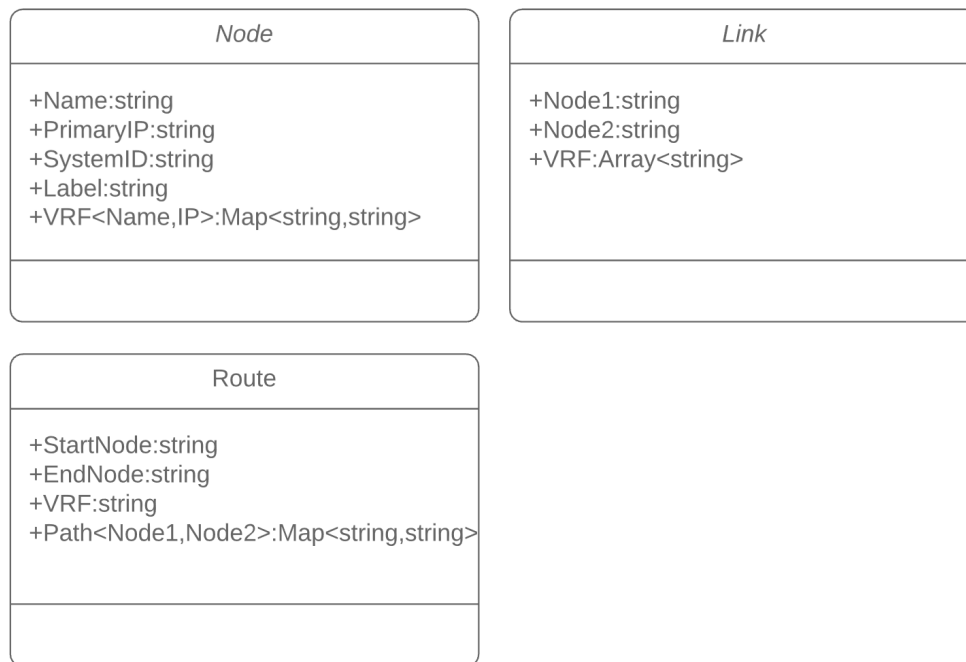 Node
+Name:string
+PrimaryIP:string
+SystemID:string
+Label:string
+VRF<Name,IP>:Map<string,string>
Link
+Node1:string
+Node2:string
+VRF:Array<string>
Route
+StartNode:string
+EndNode:string
+VRF:string
+Path<Node1,Node2>:Map<string,string>